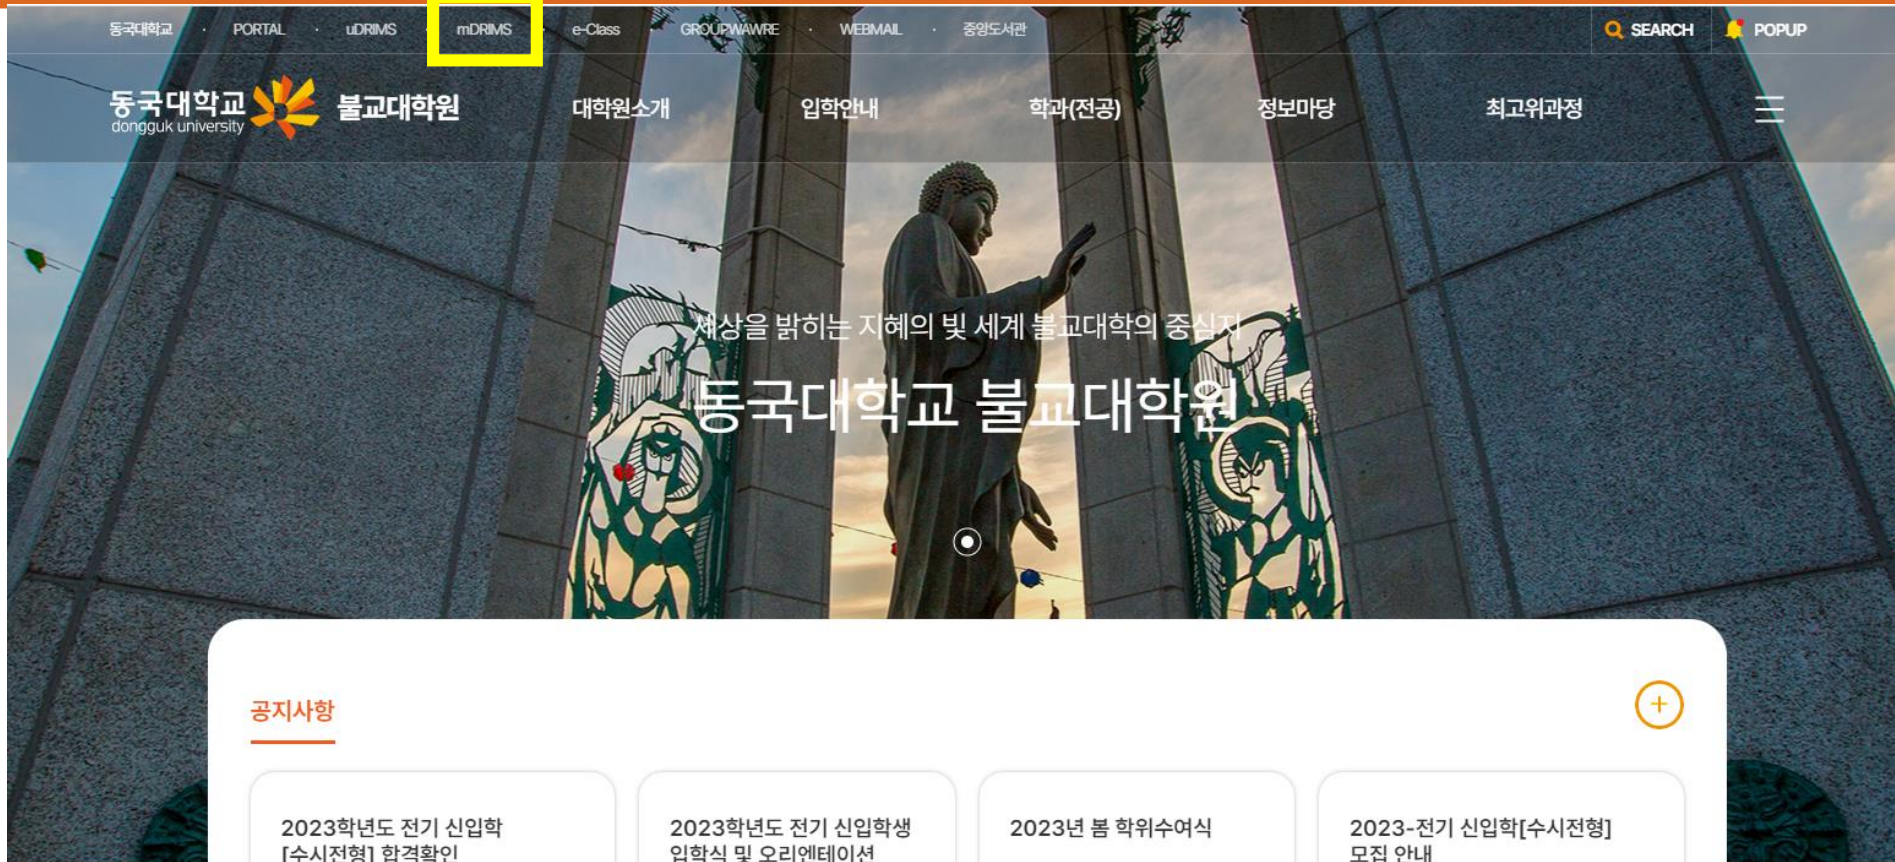 동국대학교 · PORTAL · uDRIMS · mDRIMS · e-Class · GROUPWAWRE · WEBMAIL · 중앙도서관
SEARCH
POPUP
동국대학교
dongguk university
불교대학원
대학원소개 입학안내 학과(전공) 정보마당 최고위과정
세상을 밝히는 지혜의 빛 세계 불교대학의 중심지
동국대학교 불교대학원
공지사항
2023학년도 전기 신입학
[수시전형] 합격확인
2023학년도 전기 신입학생
입학식 및 오리엔테이션
2023년 봄 학위수여식
2023-전기 신입학[수시전형]
모집 안내